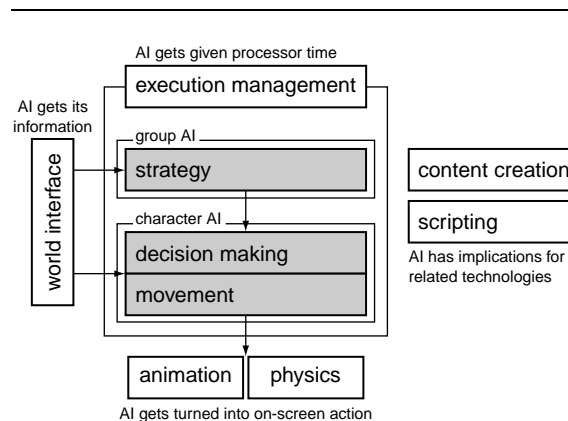 AI gets given processor time
execution management
AI gets its
information
group AI
strategy
world interface
character AI
decision making
movement
content creation
scripting
AI has implications for
related technologies
animation
physics
AI gets turned into on-screen action